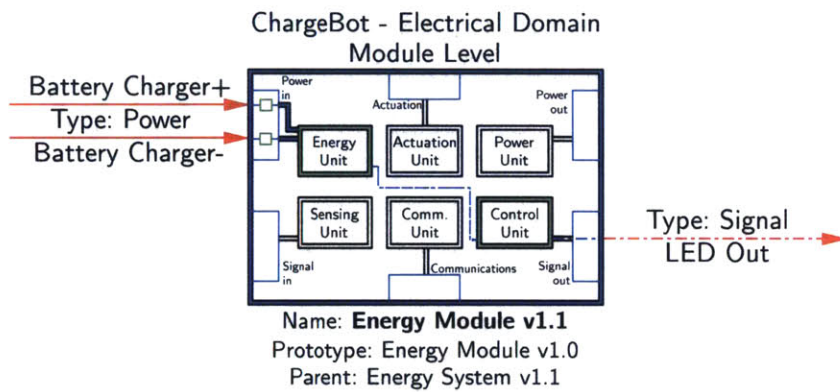 ChargeBot - Electrical Domain
Module Level
Battery Charger+
Type: Power
Battery Charger-
Power
in
Actuation
Power
out
Energy
Unit
Actuation
Unit
Power
Unit
Sensing
Unit
Comm.
Unit
Control
Unit
Signal
in
Communications
Signal
out
Type: Signal
LED Out
Name: Energy Module v1.1
Prototype: Energy Module v1.0
Parent: Energy System v1.1